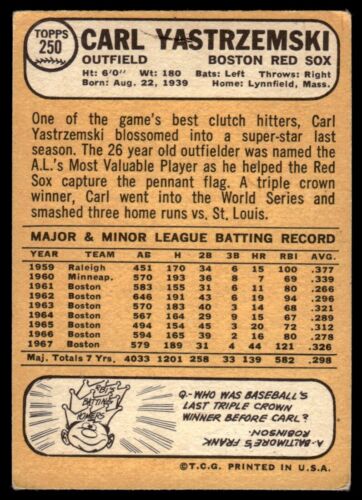 TOPPS
250
CARL YASTRZEMSKI
OUTFIELD BOSTON RED SOX
Ht: 6'0" Wt: 180 Bats: Left Throws: Right
Born: Aug. 22, 1939 Home: Lynnfield, Mass.
One of the game's best clutch hitters, Carl
Yastrzemski blossomed into a super-star last
season. The 26 year old outfielder was named the
A.L.'s Most Valuable Player as he helped the Red
Sox capture the pennant flag. A triple crown
winner, Carl went into the World Series and
smashed three home runs vs. St. Louis.
MAJOR & MINOR LEAGUE BATTING RECORD
YEAR TEAM AB H 2B 3B HR RBI AVG.
1959 Raleigh 451 170 34 6 15 100 .377
1960 Minneap. 570 193 36 8 7 69 .339
1961 Boston 583 155 31 6 11 80 .266
1962 Boston 646 191 43 6 19 94 .296
1963 Boston 570 183 40 3 14 68 .321
1964 Boston 567 164 29 9 15 67 .289
1965 Boston 494 154 45 3 20 72 .312
1966 Boston 594 165 39 2 16 80 .278
1967 Boston 579 189 31 4 44 121 .326
Maj. Totals 7 Yrs. 4033 1201 258 33 139 582 .298
RBI'S
BATTING
HOMERS
Q.-WHO WAS BASEBALL'S
LAST TRIPLE CROWN
WINNER BEFORE CARL?
A-BALTIMORE'S FRANK
ROBINSON.
©T.C.G. PRINTED IN U.S.A.